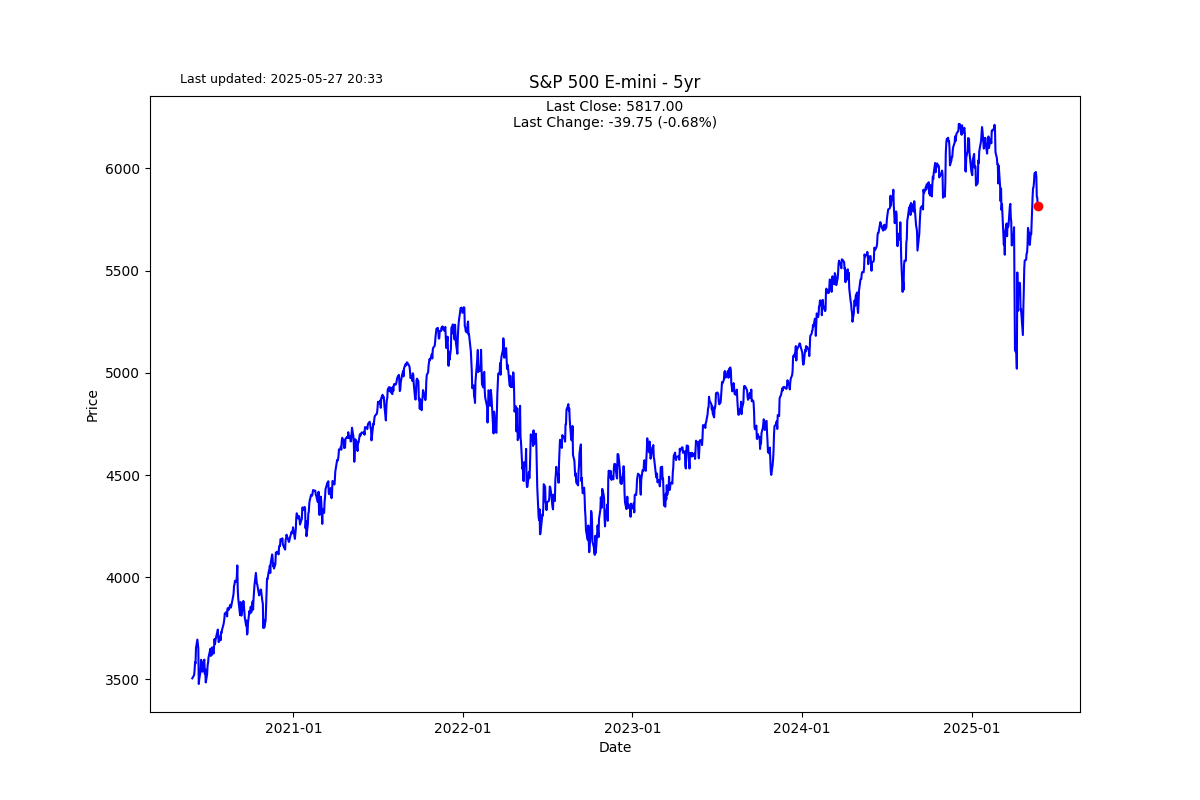 Last updated: 2025-05-27 20:33
S&P 500 E-mini - 5yr
Last Close: 5817.00
Last Change: -39.75 (-0.68%)
Price
6000
5500
5000
4500
4000
3500
2021-01
2022-01
2023-01
2024-01
2025-01
Date